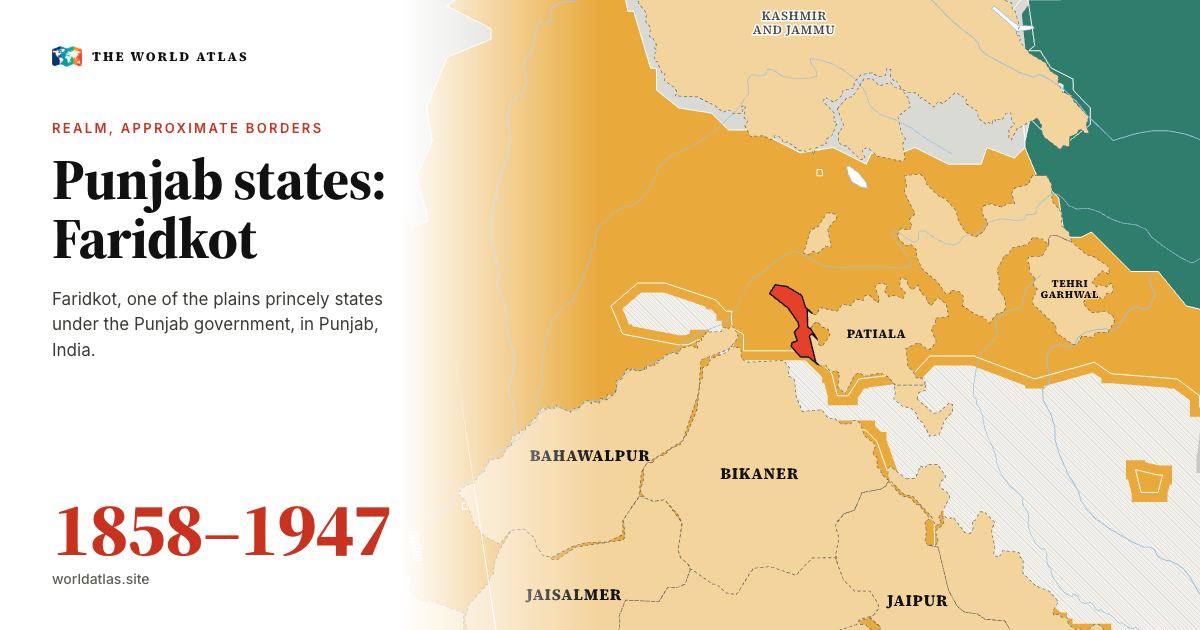 THE WORLD ATLAS
REALM, APPROXIMATE BORDERS
Punjab states:
Faridkot
Faridkot, one of the plains princely states
under the Punjab government, in Punjab,
India.
1858–1947
worldatlas.site
KASHMIR
AND JAMMU
TEHRI
GARHWAL
PATIALA
BAHAWALPUR
BIKANER
JAISALMER
JAIPUR